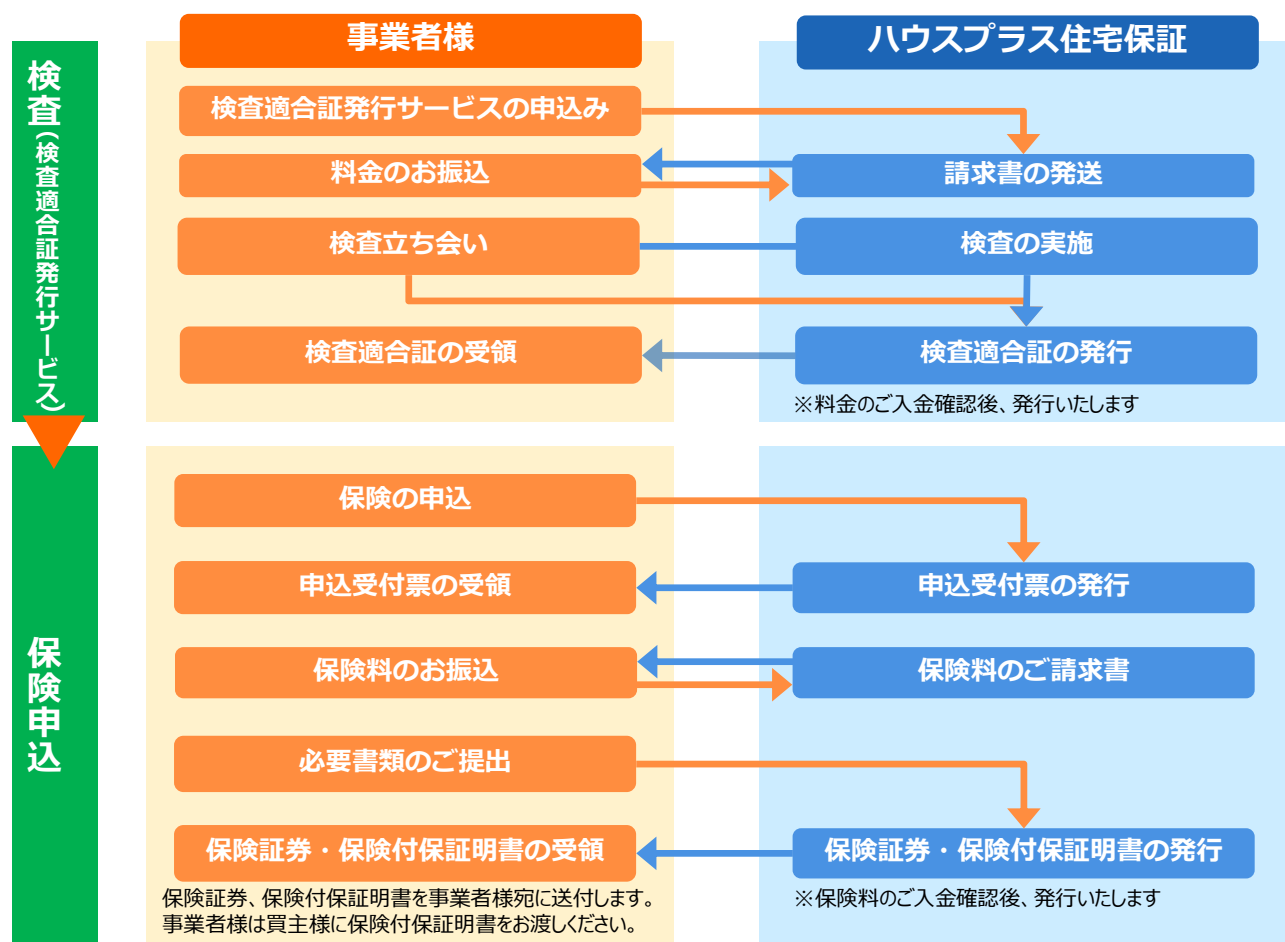 事業者様
ハウスプラス住宅保証
検査(検査適合証発行サービス)
検査適合証発行サービスの申込み
料金のお振込
請求書の発送
検査立ち会い
検査の実施
検査適合証の受領
検査適合証の発行
※料金のご入金確認後、発行いたします
保険申込
保険の申込
申込受付票の受領
申込受付票の発行
保険料のお振込
保険料のご請求書
必要書類のご提出
保険証券・保険付保証明書の受領
保険証券・保険付保証明書の発行
保険証券、保険付保証明書を事業者様宛に送付します。
事業者様は買主様に保険付保証明書をお渡しください。
※保険料のご入金確認後、発行いたします